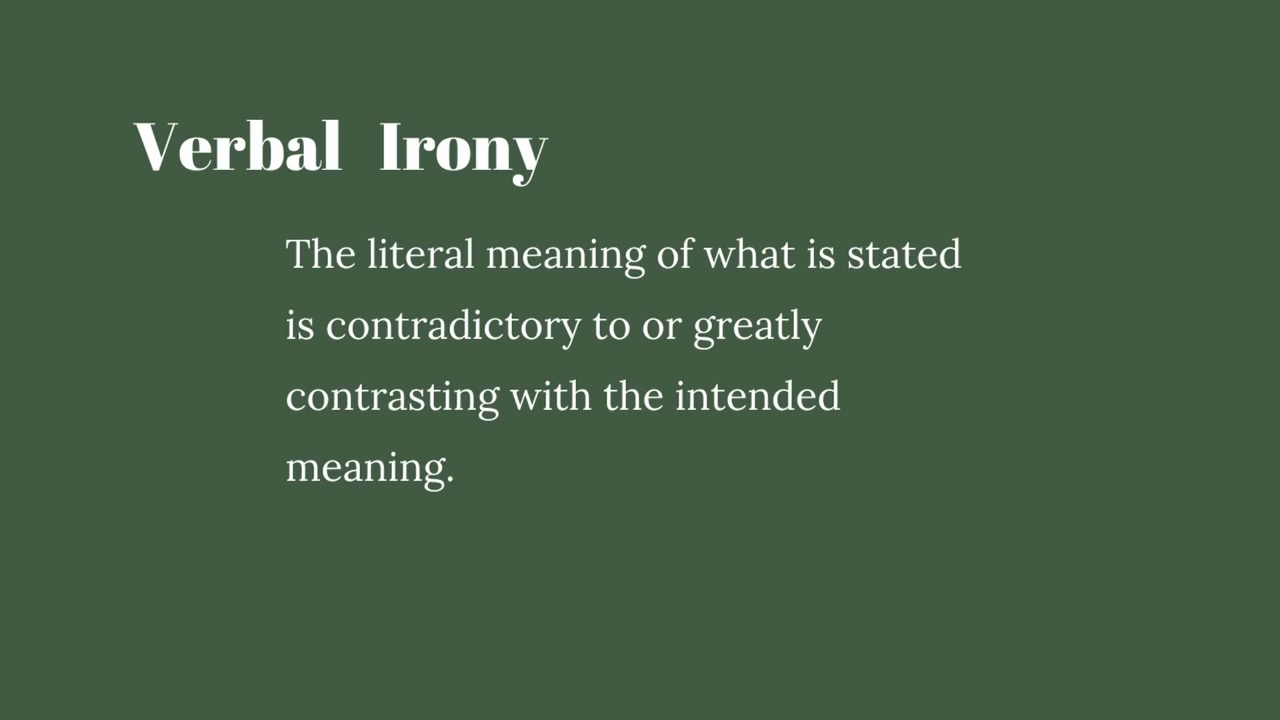 Verbal Irony
The literal meaning of what is stated
is contradictory to or greatly
contrasting with the intended
meaning.